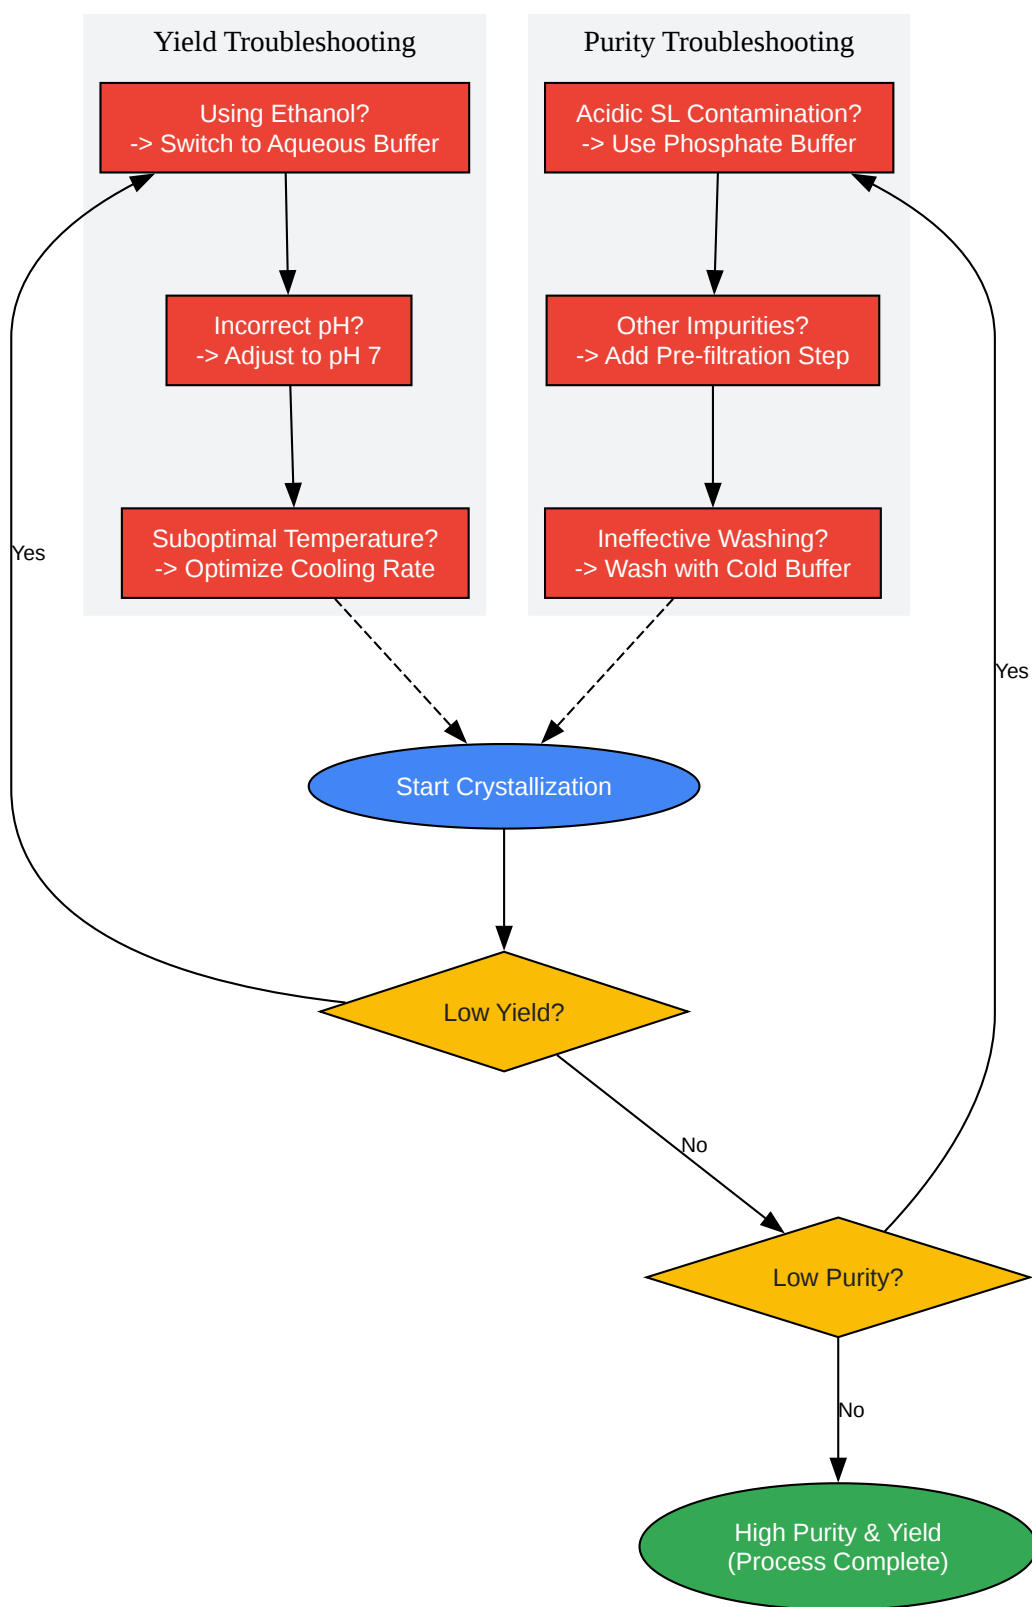 Yield Troubleshooting
Using Ethanol?
-> Switch to Aqueous Buffer
Incorrect pH?
-> Adjust to pH 7
Suboptimal Temperature?
-> Optimize Cooling Rate
Purity Troubleshooting
Acidic SL Contamination?
-> Use Phosphate Buffer
Other Impurities?
-> Add Pre-filtration Step
Ineffective Washing?
-> Wash with Cold Buffer
Yes
Yes
Start Crystallization
Low Yield?
No
Low Purity?
No
High Purity & Yield
(Process Complete)